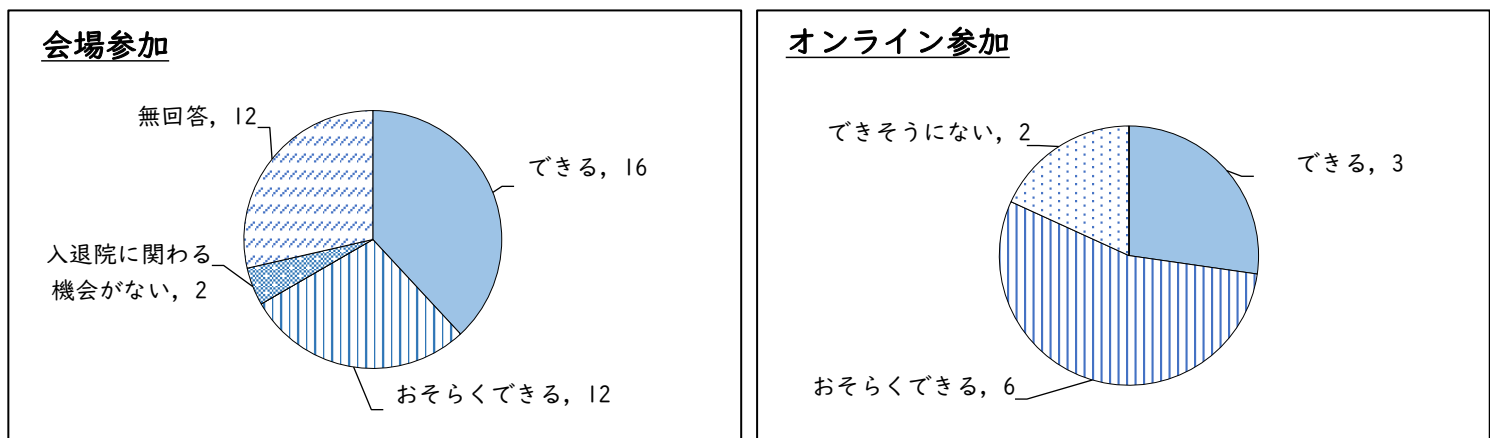 会場参加
無回答, 12
できる, 16
入退院に関わる
機会がない, 2
おそらくできる, 12
オンライン参加
できそうにない, 2
できる, 3
おそらくできる, 6